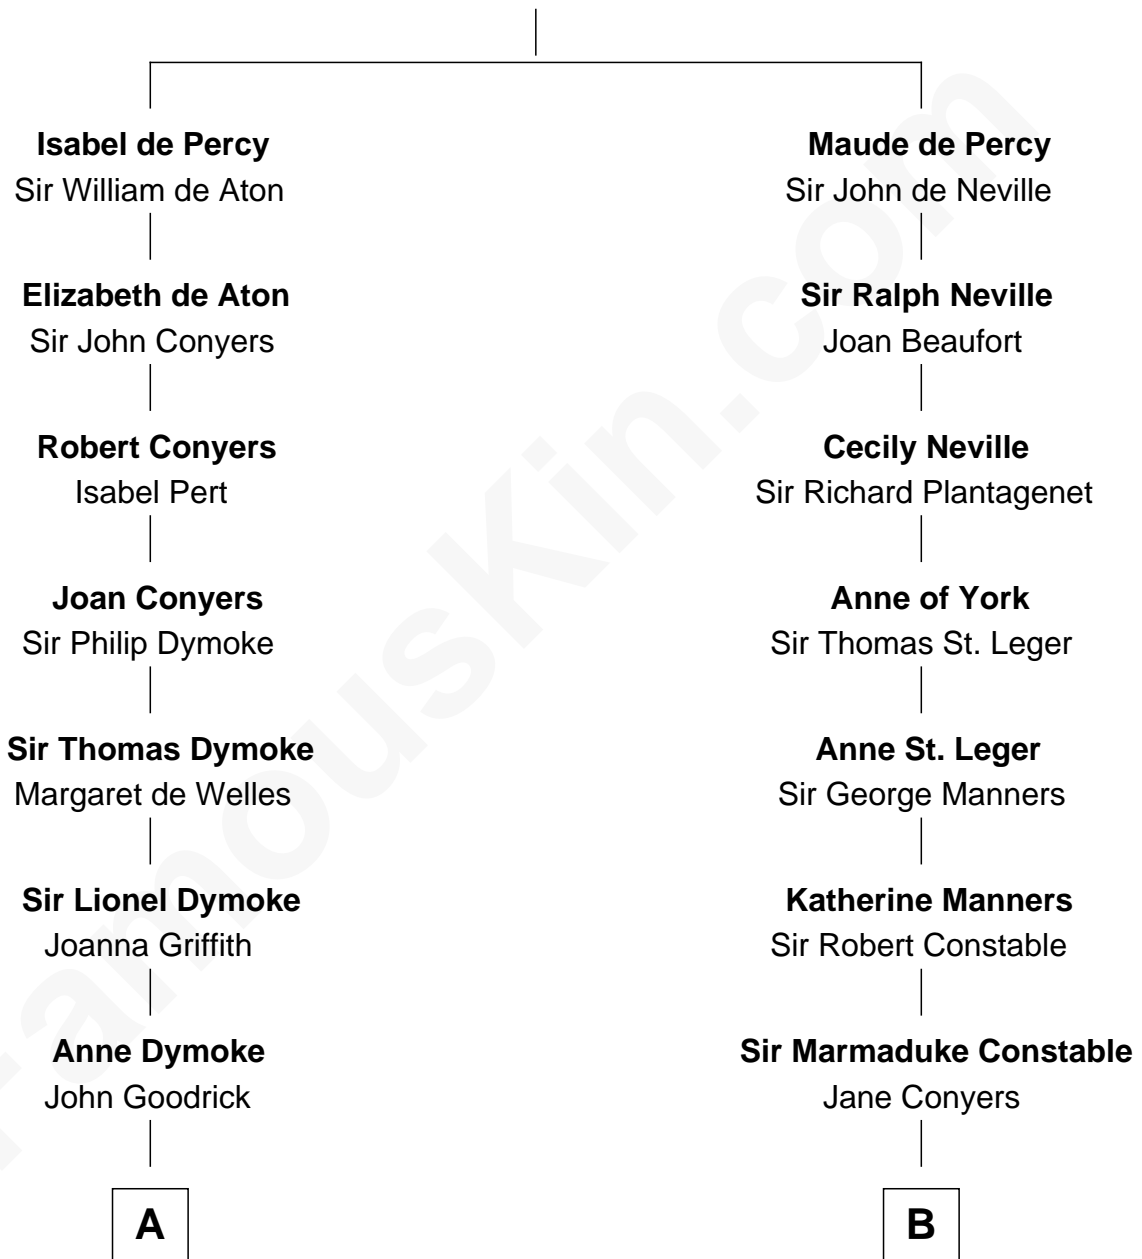 Isabel de Percy
Sir William de Aton
Elizabeth de Aton
Sir John Conyers
Robert Conyers
Isabel Pert
Joan Conyers
Sir Philip Dymoke
Sir Thomas Dymoke
Margaret de Welles
Sir Lionel Dymoke
Joanna Griffith
Anne Dymoke
John Goodrick
A
Maude de Percy
Sir John de Neville
Sir Ralph Neville
Joan Beaufort
Cecily Neville
Sir Richard Plantagenet
Anne of York
Sir Thomas St. Leger
Anne St. Leger
Sir George Manners
Katherine Manners
Sir Robert Constable
Sir Marmaduke Constable
Jane Conyers
B
FamousKin.com